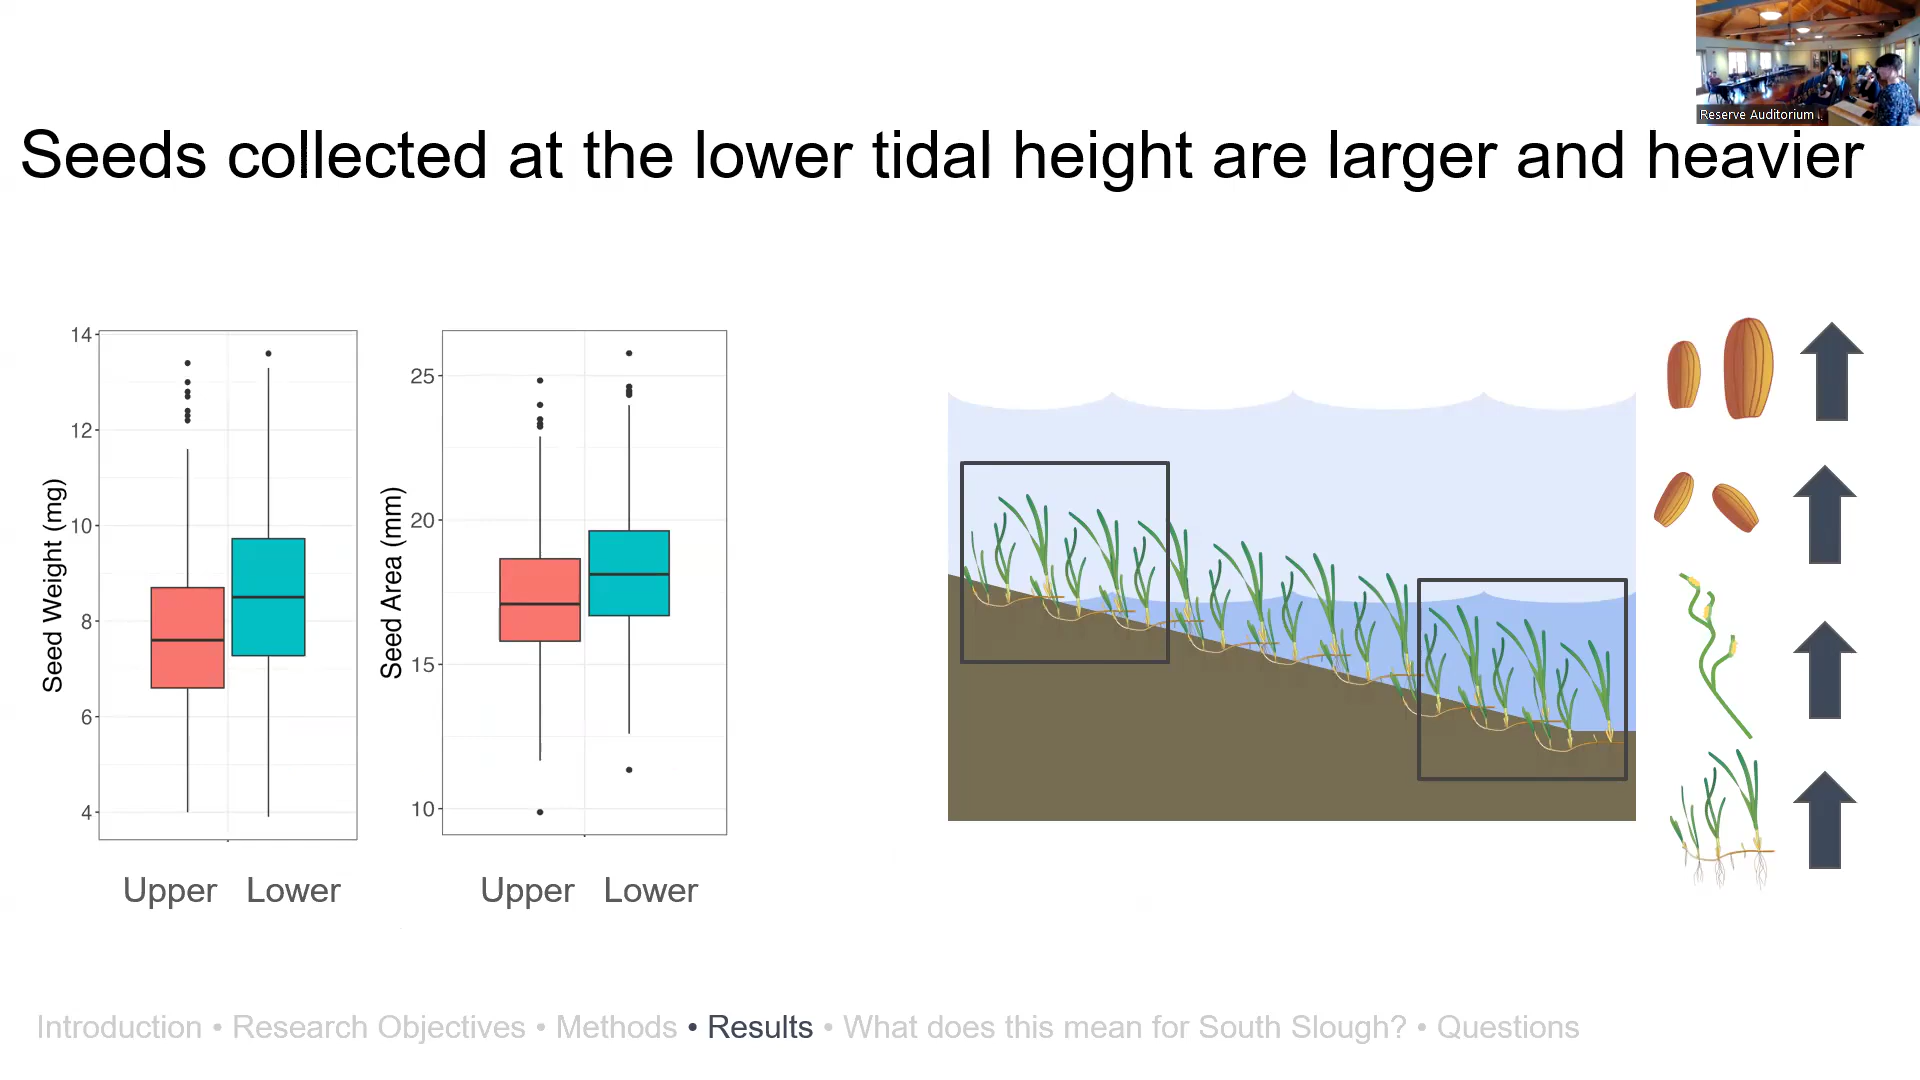 Reserve Auditorium
Seeds collected at the lower tidal height are larger and heavier
Seed Weight (mg)
14
12
10
8
6
4
Upper Lower
Seed Area (mm)
25
20
15
10
Upper Lower
Introduction • Research Objectives • Methods • Results • What does this mean for South Slough? • Questions